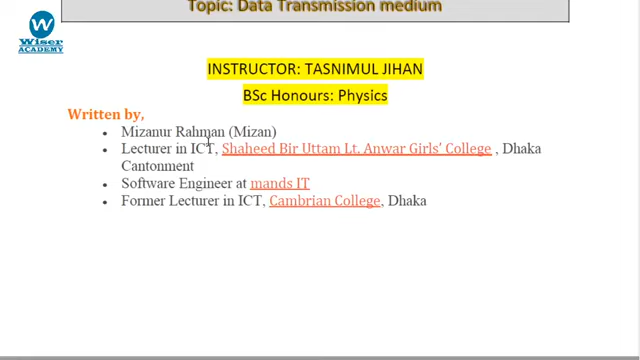 Topic: Data Transmission medium
W
Wiser
ACADEMY
INSTRUCTOR: TASNIMUL JIHAN
BSc Honours: Physics
Written by,
• Mizanur Rahman (Mizan)
• Lecturer in ICT, Shaheed Bir Uttam Lt. Anwar Girls’ College , Dhaka
Cantonment
• Software Engineer at mands IT
• Former Lecturer in ICT, Cambrian College, Dhaka